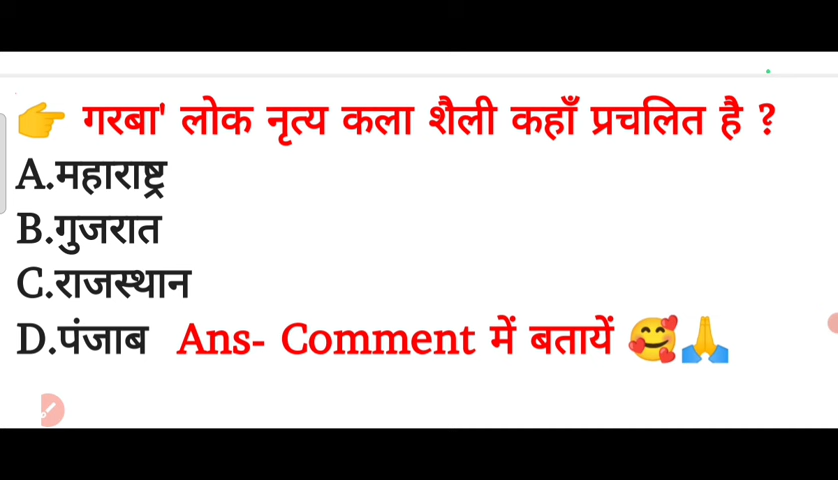 👉 गरबा' लोक नृत्य कला शैली कहाँ प्रचलित है ?
A.महाराष्ट्र
B.गुजरात
C.राजस्थान
D.पंजाब Ans- Comment में बतायें 🥰🙏